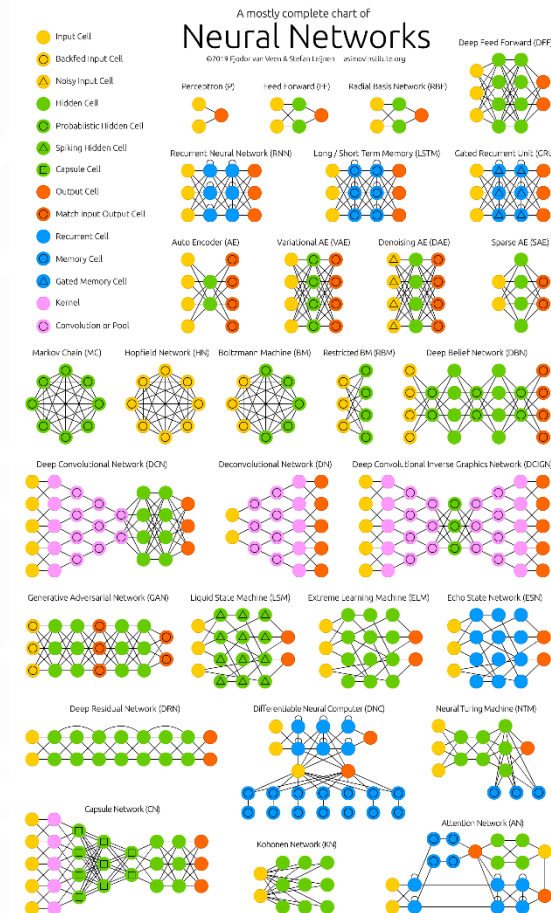 A mostly complete chart of
Neural Networks
©2019 Fjodor van Veen & Stefan Leijnen asimovinstitute.org
Input Cell
Backfed Input Cell
Noisy Input Cell
Hidden Cell
Probablistic Hidden Cell
Spiking Hidden Cell
Capsule Cell
Output Cell
Match Input Output Cell
Recurrent Cell
Memory Cell
Gated Memory Cell
Kernel
Convolution or Pool
Perceptron (P)
Feed Forward (FF)
Radial Basis Network (RBF)
Deep Feed Forward (DFF)
Recurrent Neural Network (RNN)
Long / Short Term Memory (LSTM)
Gated Recurrent Unit (GRU
Auto Encoder (AE)
Variational AE (VAE)
Denoising AE (DAE)
Sparse AE (SAE)
Markov Chain (MC)
Hopfield Network (HN)
Boltzmann Machine (BM)
Restricted BM (RBM)
Deep Belief Network (DBN)
Deep Convolutional Network (DCN)
Deconvolutional Network (DN)
Deep Convolutional Inverse Graphics Network (DCIGN)
Generative Adversarial Network (GAN)
Liquid State Machine (LSM)
Extreme Learning Machine (ELM)
Echo State Network (ESN)
Deep Residual Network (DRN)
Differentiable Neural Computer (DNC)
Neural Turing Machine (NTM)
Capsule Network (CN)
Kohonen Network (KN)
Attention Network (AN)